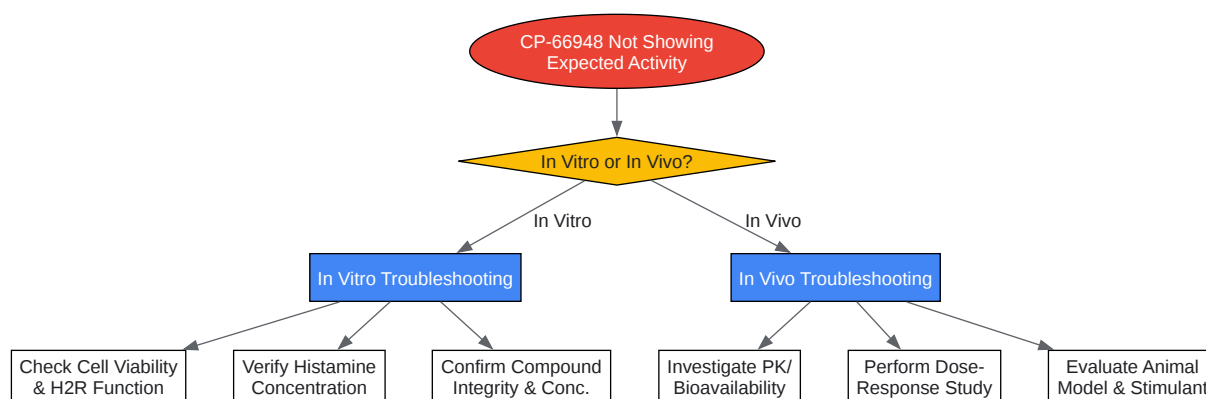 CP-66948 Not Showing
Expected Activity
In Vitro or In Vivo?
In Vitro
In Vivo
In Vitro Troubleshooting
In Vivo Troubleshooting
Check Cell Viability
& H2R Function
Verify Histamine
Concentration
Confirm Compound
Integrity & Conc.
Investigate PK/
Bioavailability
Perform Dose-
Response Study
Evaluate Animal
Model & Stimulant